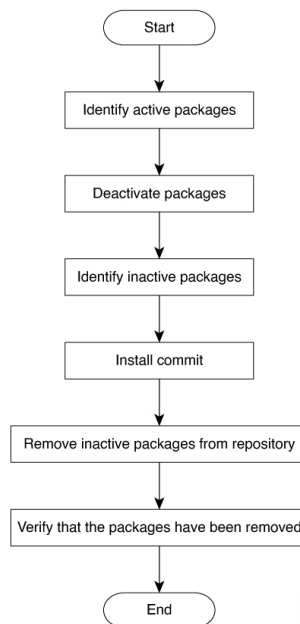 Start
Identify active packages
Deactivate packages
Identify inactive packages
Install commit
Remove inactive packages from repository
Verify that the packages have been removed
End